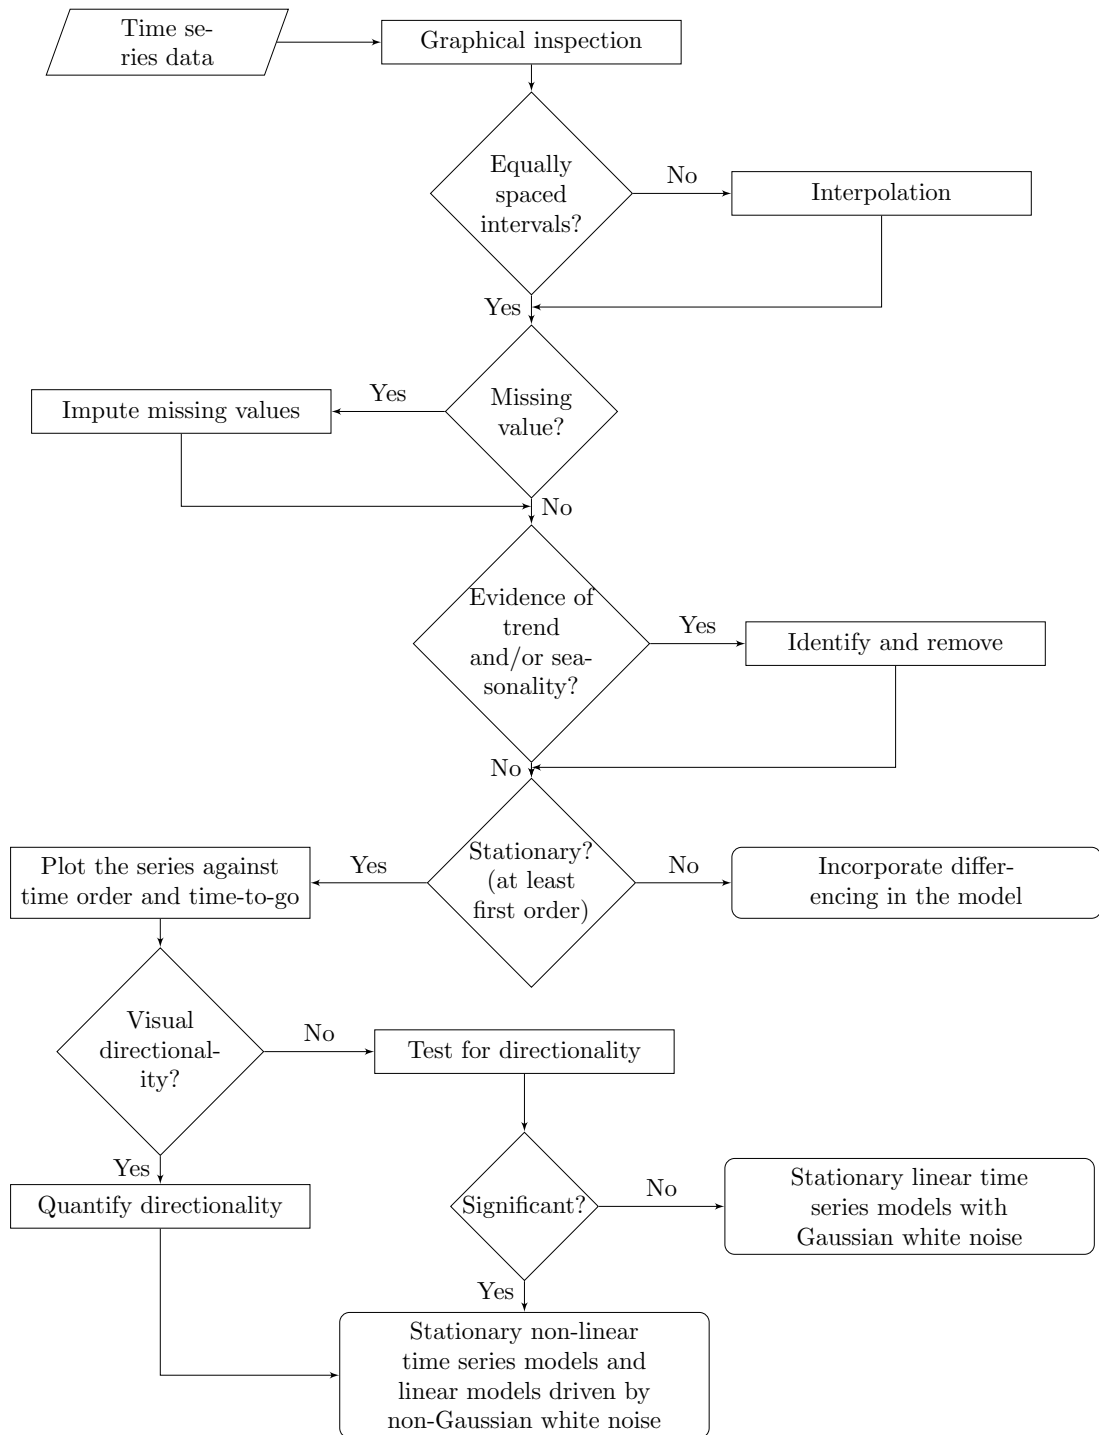 Time se-
ries data
Graphical inspection
Equally
spaced
intervals?
No
Interpolation
Yes
Missing
value?
Yes
Impute missing values
No
Evidence of
trend
and/or sea-
sonality?
Yes
Identify and remove
No
Stationary?
(at least
first order)
Yes
Plot the series against
time order and time-to-go
No
Incorporate differ-
encing in the model
Visual
directional-
ity?
No
Test for directionality
Yes
Quantify directionality
Significant?
No
Stationary linear time
series models with
Gaussian white noise
Yes
Stationary non-linear
time series models and
linear models driven by
non-Gaussian white noise